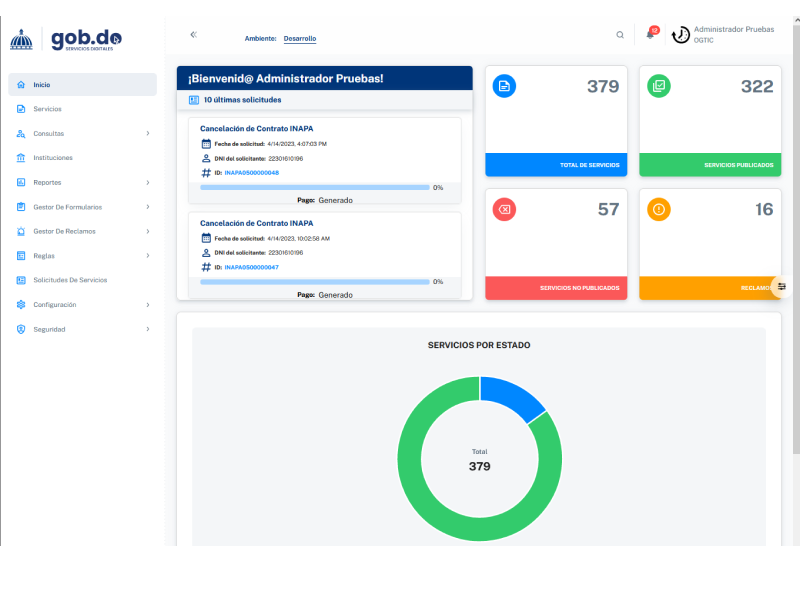 gob.do
SERVICIOS DIGITALES
Ambiente: Desarrollo
12
Administrador Pruebas
OGTIC
Inicio
Servicios
Consultas
Instituciones
Reportes
Gestor De Formularios
Gestor De Reclamos
Reglas
Solicitudes De Servicios
Configuración
Seguridad
¡Bienvenid@ Administrador Pruebas!
10 últimas solicitudes
Cancelación de Contrato INAPA
Fecha de solicitud: 4/14/2023, 4:07:03 PM
DNI del solicitante: 22301610196
ID: INAPA0500000048
0%
Pago: Generado
Cancelación de Contrato INAPA
Fecha de solicitud: 4/14/2023, 10:02:58 AM
DNI del solicitante: 22301610196
ID: INAPA0500000047
0%
Pago: Generado
379
TOTAL DE SERVICIOS
322
SERVICIOS PUBLICADOS
57
SERVICIOS NO PUBLICADOS
16
RECLAMOS
SERVICIOS POR ESTADO
Total
379